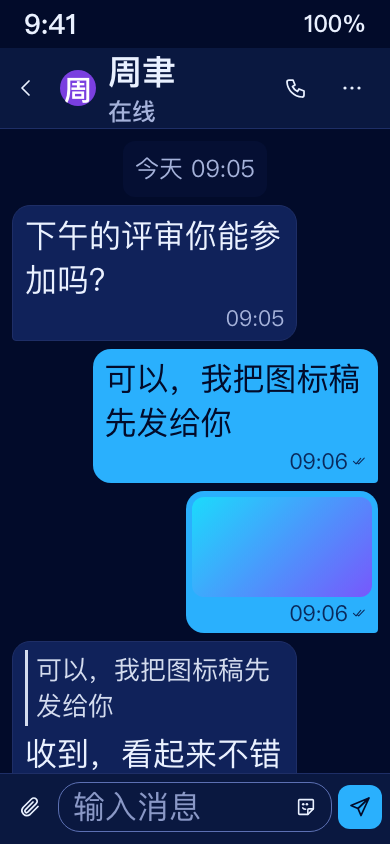 9:41
100%
周
周聿
在线
今天 09:05
下午的评审你能参
加吗?
09:05
可以，我把图标稿
先发给你
09:06
09:06
可以，我把图标稿先
发给你
收到，看起来不错
输入消息